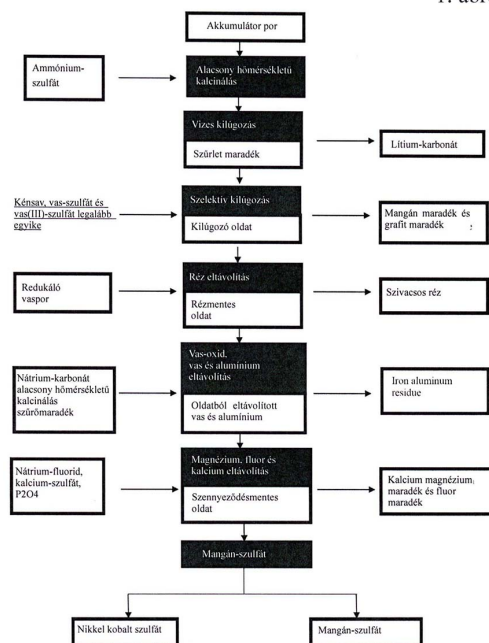 1. ábr
Akkumulátor por
Ammónium-
szulfát
Alacsony hőmérsékletű
kalcinálás
Vizes kilúgozás
Szűrlet maradék
Lítium-karbonát
Kénsav, vas-szulfát és
vas(III)-szulfát legalább
egyike
Szelektív kilúgozás
Kilúgozó oldat
Mangán maradék és
grafit maradék
Redukáló
vaspor
Réz eltávolítás
Rézmentes
oldat
Szivacsos réz
Nátrium-karbonát
alacsony hőmérsékletű
kalcinálás
szűrőmaradék
Vas-oxid,
vas és alumínium
eltávolítás
Oldatból eltávolított
vas és alumínium
Iron aluminum
residue
Nátrium-fluorid,
kalcium-szulfát,
P2O4
Magnézium, fluor és
kalcium eltávolítás
Szennyeződésmentes
oldat
Kalcium magnézium
maradék és fluor
maradék
Mangán-szulfát
Nikkel kobalt szulfát
Mangán-szulfát